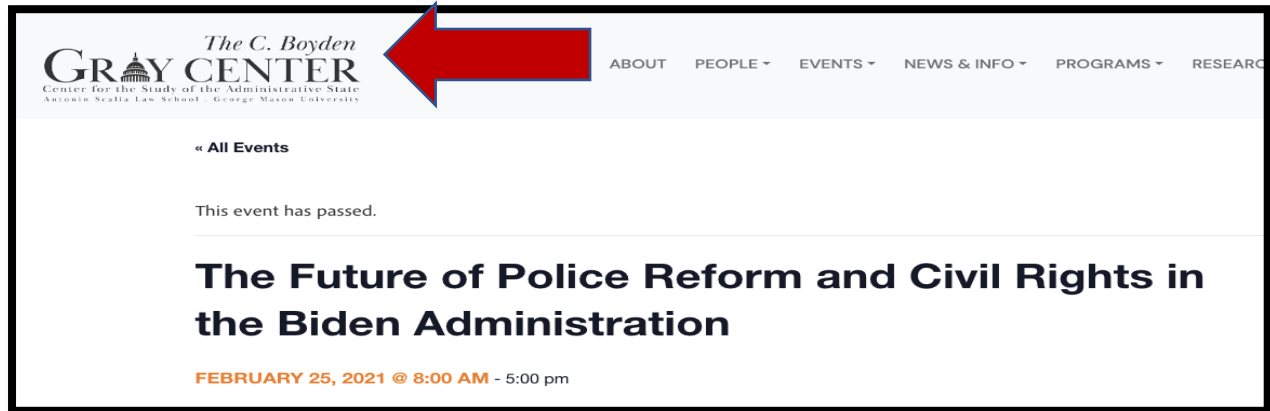 The C. Boyden
GRAY CENTER
Center for the Study of the Administrative State
Antonin Scalia Law School . George Mason University
ABOUT PEOPLE EVENTS NEWS & INFO PROGRAMS RESEARC
« All Events
This event has passed.
The Future of Police Reform and Civil Rights in
the Biden Administration
FEBRUARY 25, 2021 @ 8:00 AM - 5:00 pm